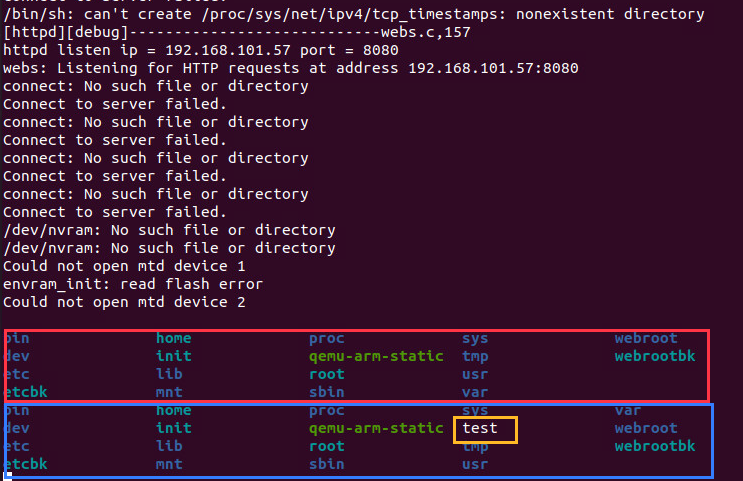 /bin/sh: can't create /proc/sys/net/ipv4/tcp_timestamps: nonexistent directory
[httpd][debug]----------------------------webs.c,157
httpd listen ip = 192.168.101.57 port = 8080
webs: Listening for HTTP requests at address 192.168.101.57:8080
connect: No such file or directory
Connect to server failed.
connect: No such file or directory
Connect to server failed.
connect: No such file or directory
Connect to server failed.
connect: No such file or directory
Connect to server failed.
/dev/nvram: No such file or directory
/dev/nvram: No such file or directory
Could not open mtd device 1
envram_init: read flash error
Could not open mtd device 2
bin home proc sys webroot
dev init qemu-arm-static tmp webrootbk
etc lib root usr
etcbk mnt sbin var
bin home proc sys var
dev init qemu-arm-static test webroot
etc lib root tmp webrootbk
etcbk mnt sbin usr